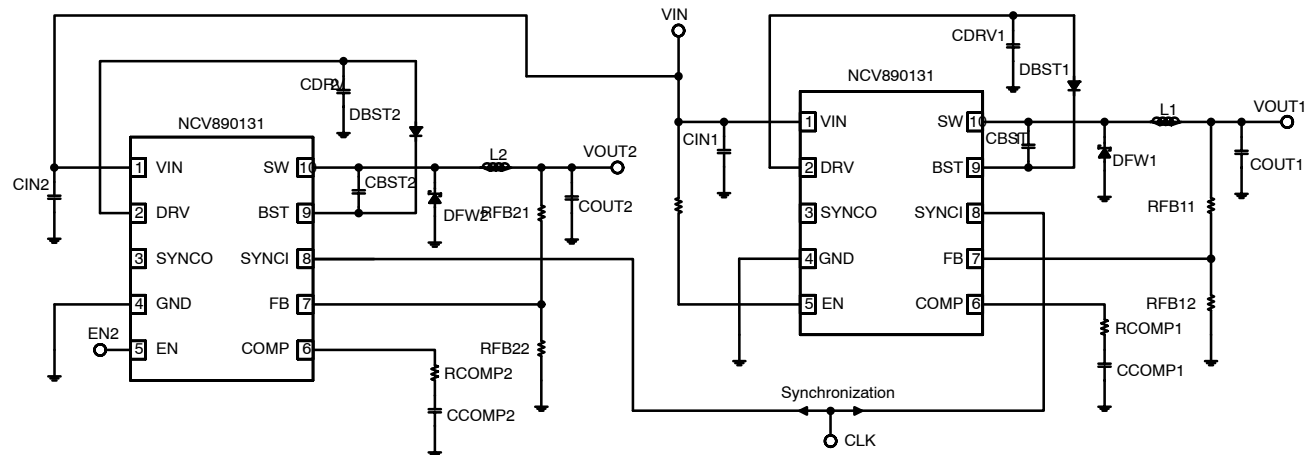 VIN
CDRV1
DBST1
NCV890131
CDRV2
DBST2
NCV890131
1 VIN
SW 10
L1
VOUT1
CIN1
CBST1
DFW1
COUT1
2 DRV
BST 9
3 SYNCO
SYNCI 8
RFB11
4 GND
FB 7
5 EN
COMP 6
RFB12
RCOMP1
CCOMP1
1 VIN
SW 10
L2
VOUT2
CIN2
CBST2
DFW2
RFB21
COUT2
2 DRV
BST 9
3 SYNCO
SYNCI 8
4 GND
FB 7
EN2
5 EN
COMP 6
RFB22
RCOMP2
CCOMP2
Synchronization
CLK